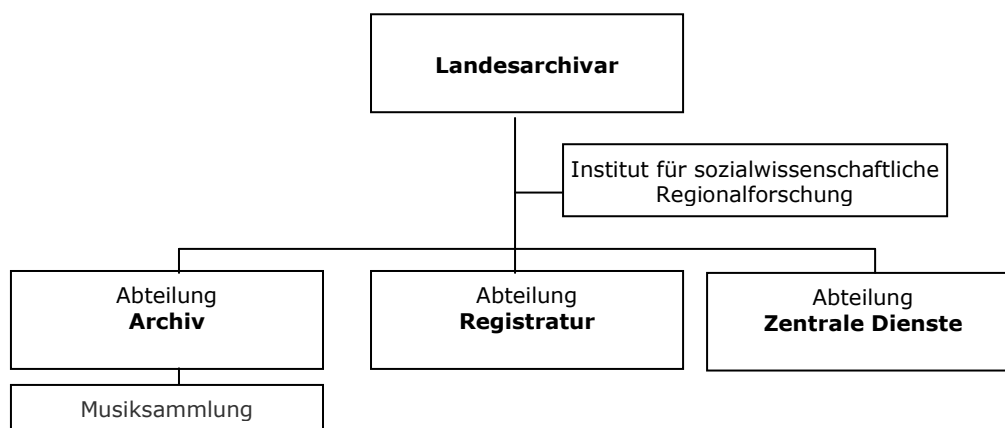 Landesarchivar
Institut für sozialwissenschaftliche
Regionalforschung
Abteilung
Archiv
Abteilung
Registratur
Abteilung
Zentrale Dienste
Musiksammlung